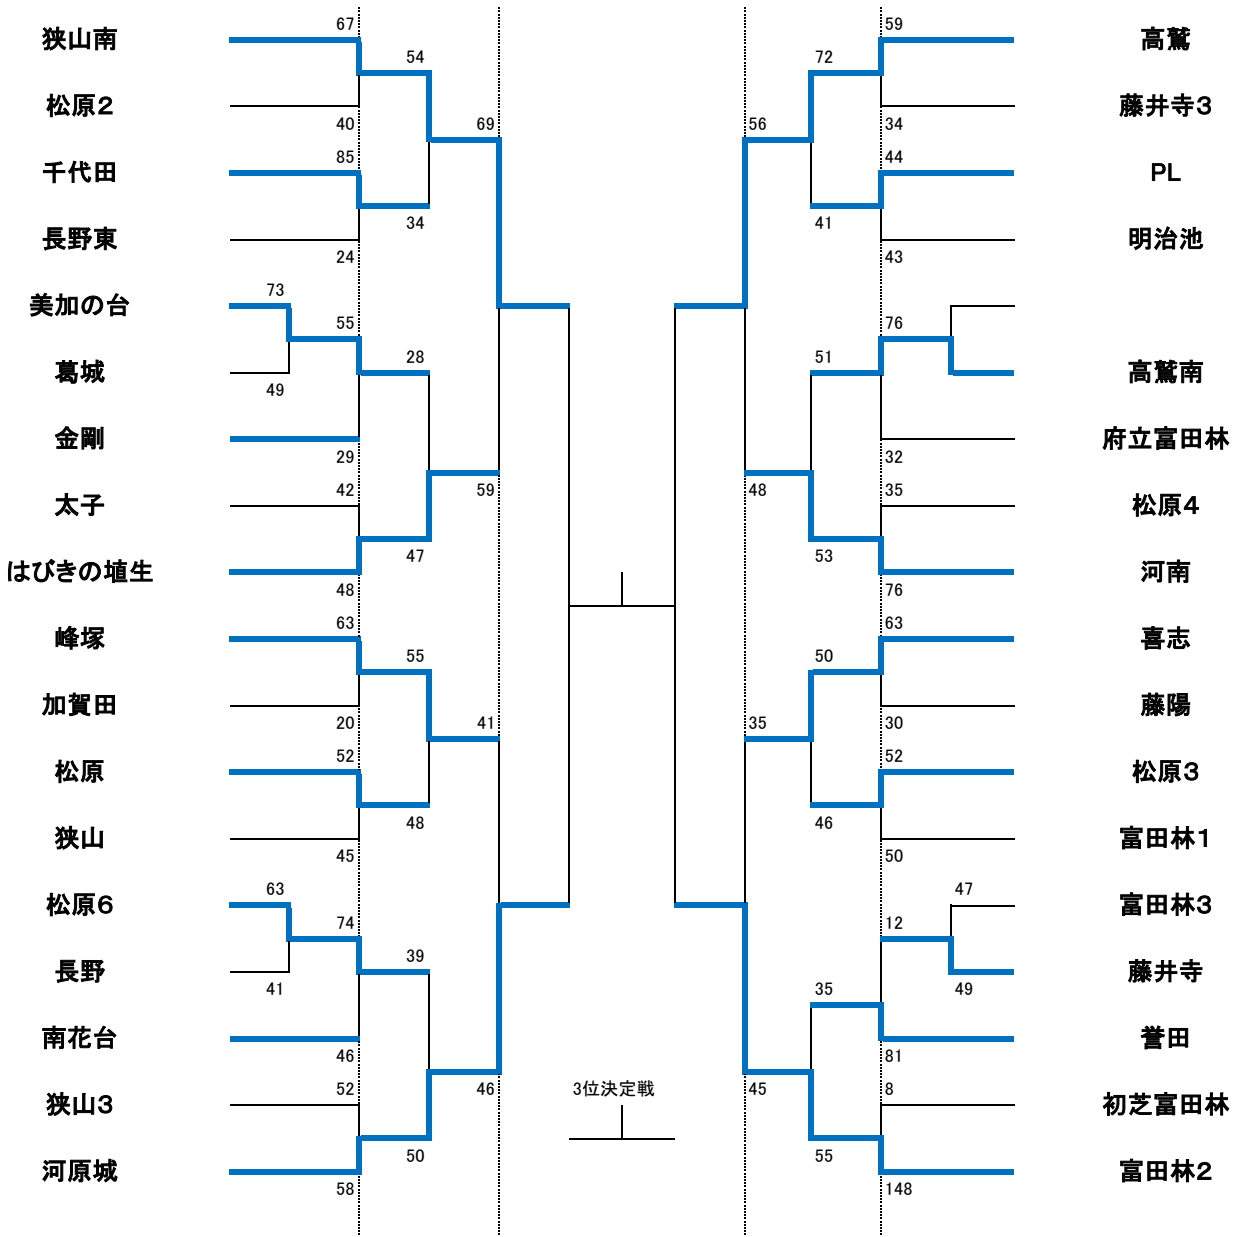 67
59
狭山南
高鷲
54
72
松原2
藤井寺3
40
69
56
34
85
44
千代田
PL
34
41
長野東
明治池
24
43
73
美加の台
55
76
28
51
葛城
高鷲南
49
金剛
府立富田林
29
32
42
59
48
35
太子
松原4
47
53
はびきの埴生
河南
48
76
63
63
峰塚
喜志
55
50
加賀田
藤陽
20
41
35
30
52
52
松原
松原3
48
46
狭山
富田林1
45
50
63
47
松原6
富田林3
74
12
39
長野
藤井寺
41
35
49
南花台
誉田
46
81
52
46
3位決定戦
45
8
狭山3
初芝富田林
50
55
河原城
富田林2
58
148